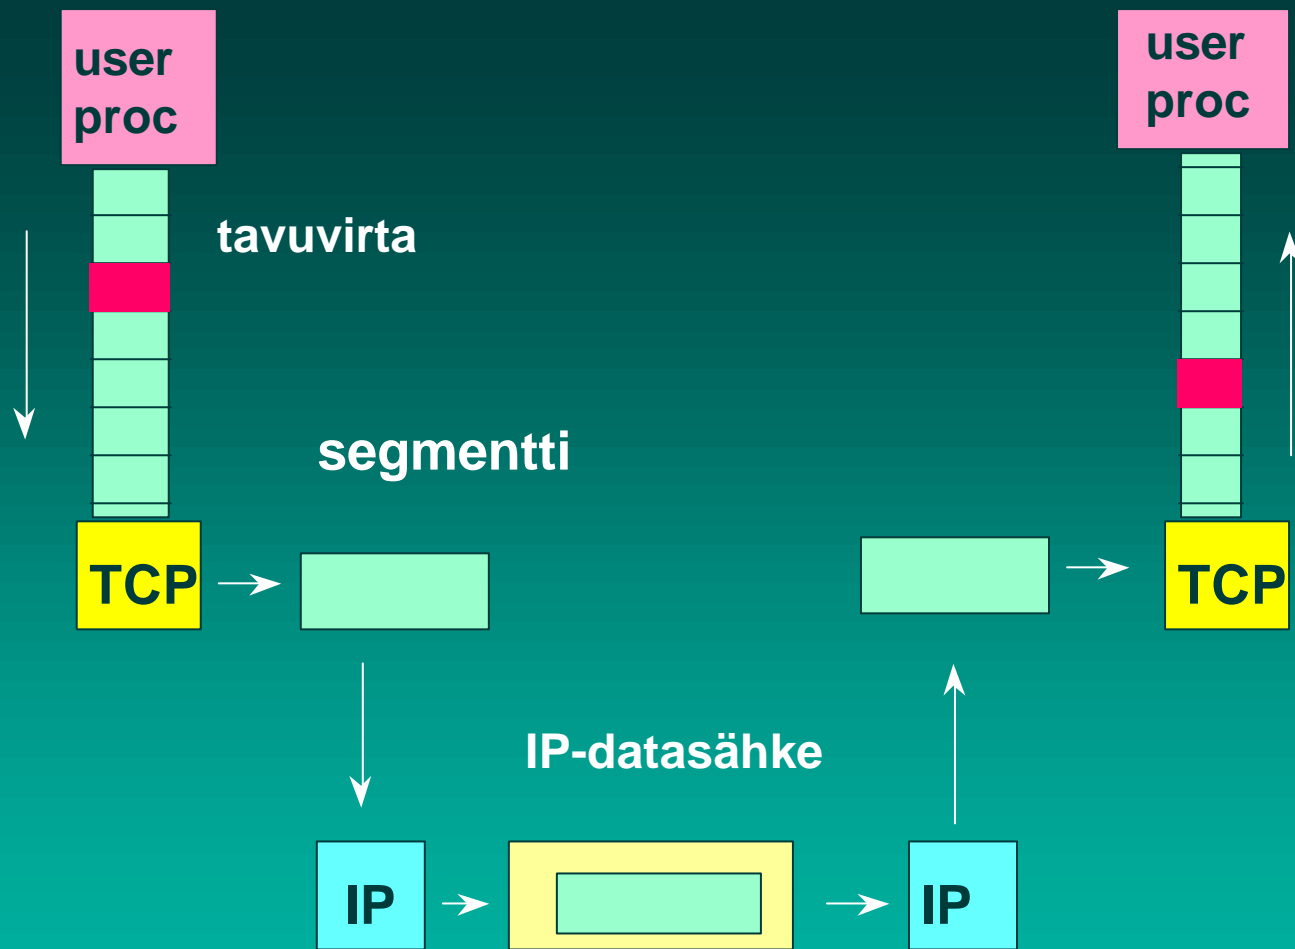 user
proc
user
proc
tavuvirta
segmentti
TCP
TCP
IP-datasähke
IP
IP